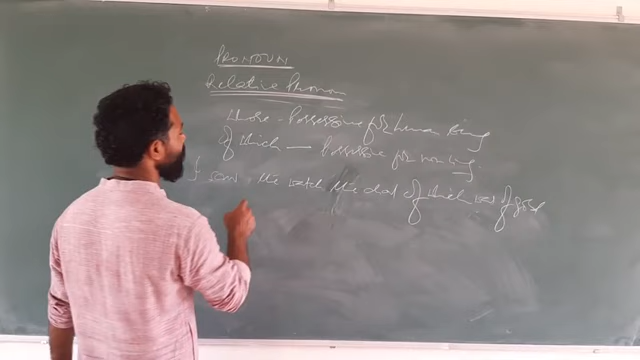 PRONOUN
Relative Pronoun
Whose - Possessive for human being
Of which — Possessive for non
I saw the watch the dial of which was of gold